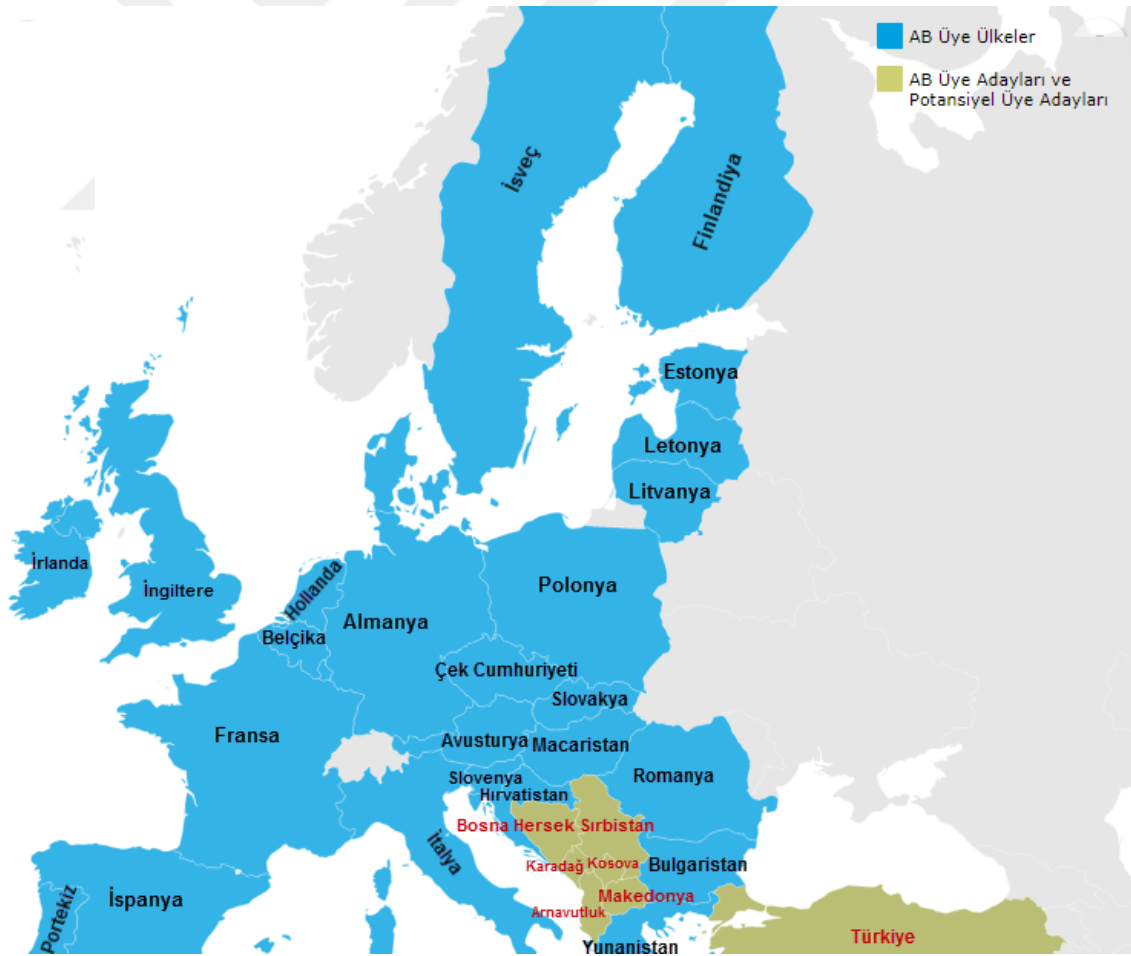 AB Üye Ülkeler
AB Üye Adayları ve
Potansiyel Üye Adayları
İsveç
Finlandiya
Estonya
Letonya
Litvanya
İrlanda
İngiltere
Hollanda
Polonya
Almanya
Belçika
Çek Cumhuriyeti
Slovakya
Fransa
Avusturya
Macaristan
Slovenya
Romanya
Hırvatistan
Bosna Hersek
Sırbistan
İtalya
Karadağ
Kosova
Bulgaristan
Portekiz
İspanya
Makedonya
Arnavutluk
Türkiye
Yunanistan